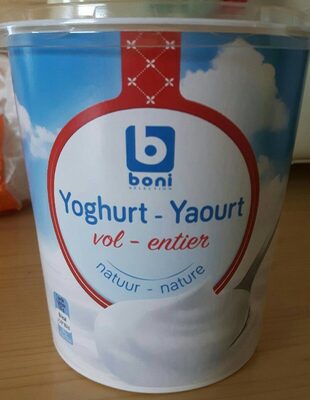 b
boni
SELECTION
Yoghurt - Yaourt
vol - entier
natuur - nature